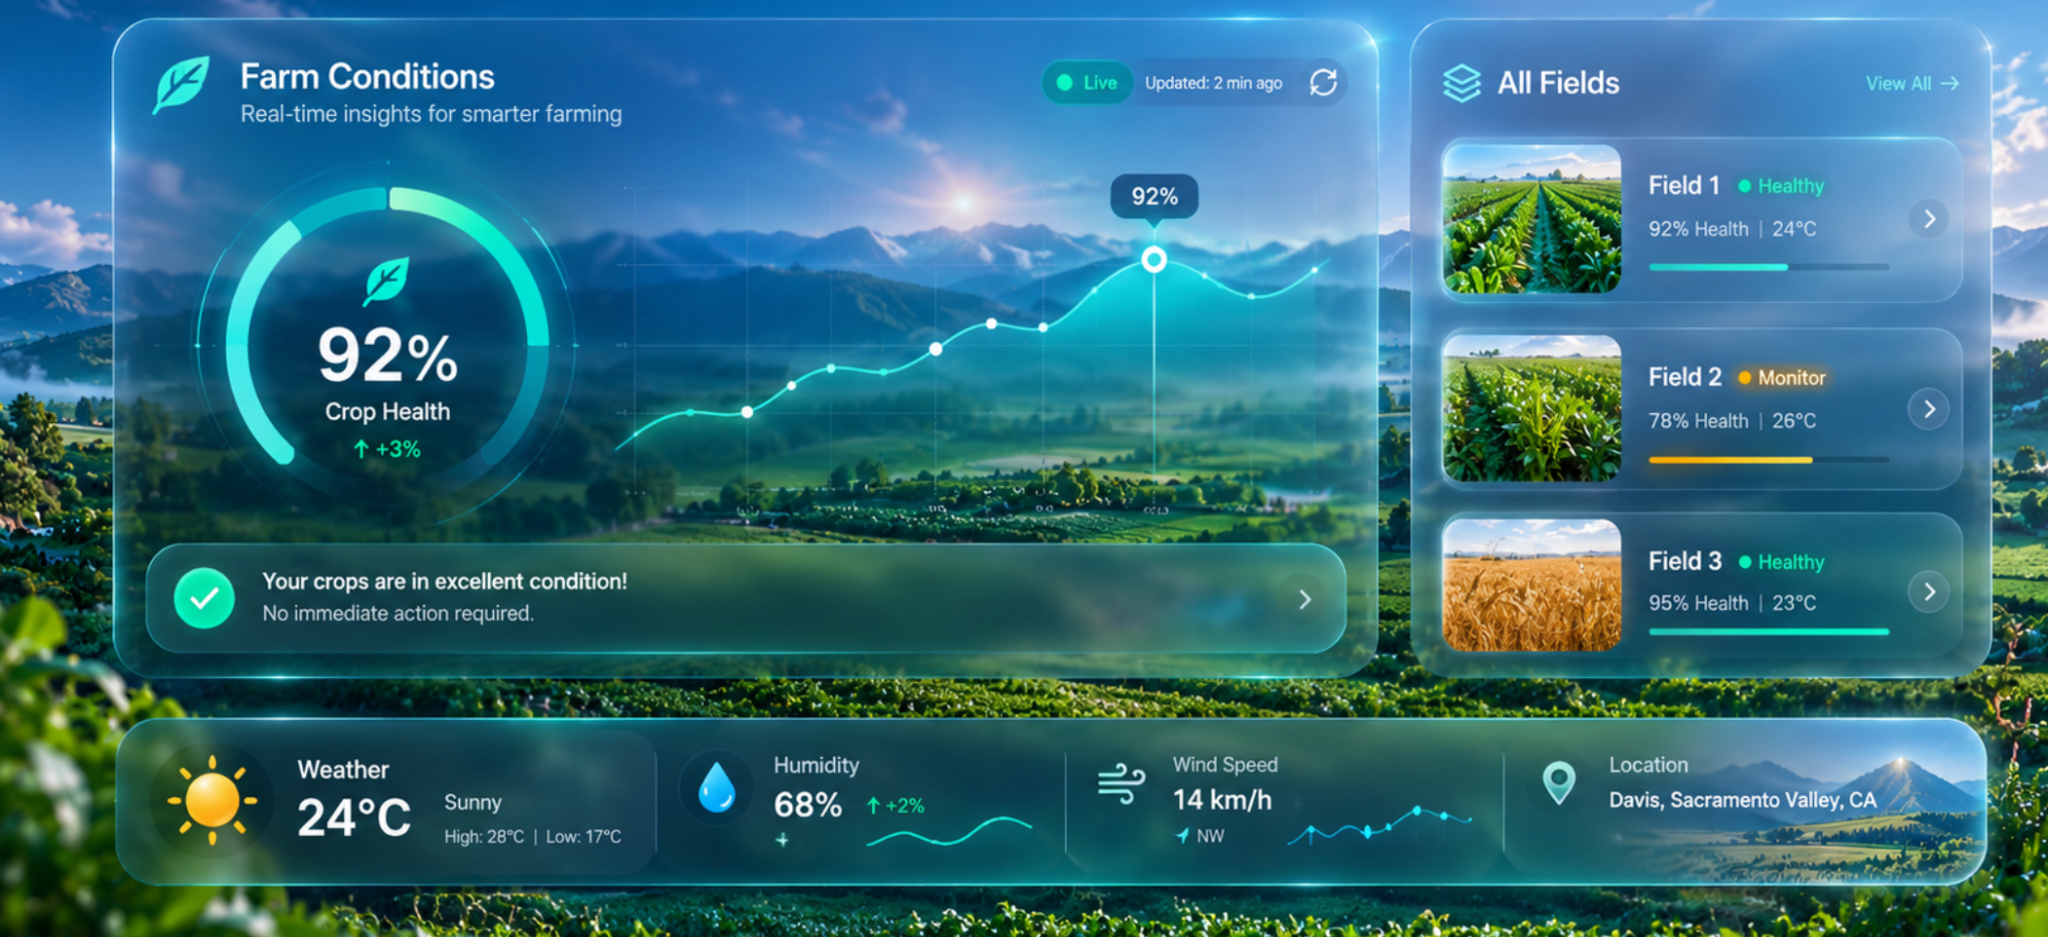 Farm Conditions
Real-time insights for smarter farming
Live
Updated: 2 min ago
92%
Crop Health
↑ +3%
92%
Your crops are in excellent condition!
No immediate action required.
All Fields
View All →
Field 1 ● Healthy
92% Health | 24°C
Field 2 ● Monitor
78% Health | 26°C
Field 3 ● Healthy
95% Health | 23°C
Weather
24°C
Sunny
High: 28°C | Low: 17°C
Humidity
68% ↑ +2%
Wind Speed
14 km/h
NW
Location
Davis, Sacramento Valley, CA